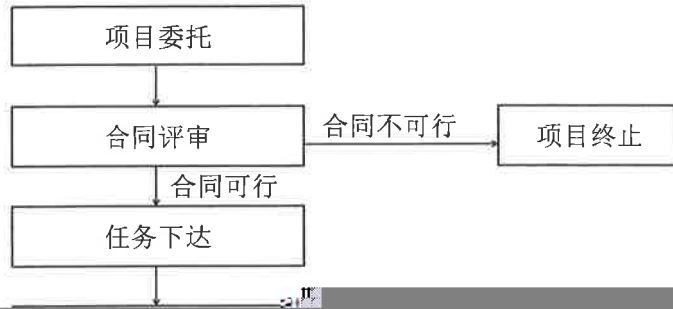 项目委托
合同评审
合同不可行
项目终止
合同可行
任务下达